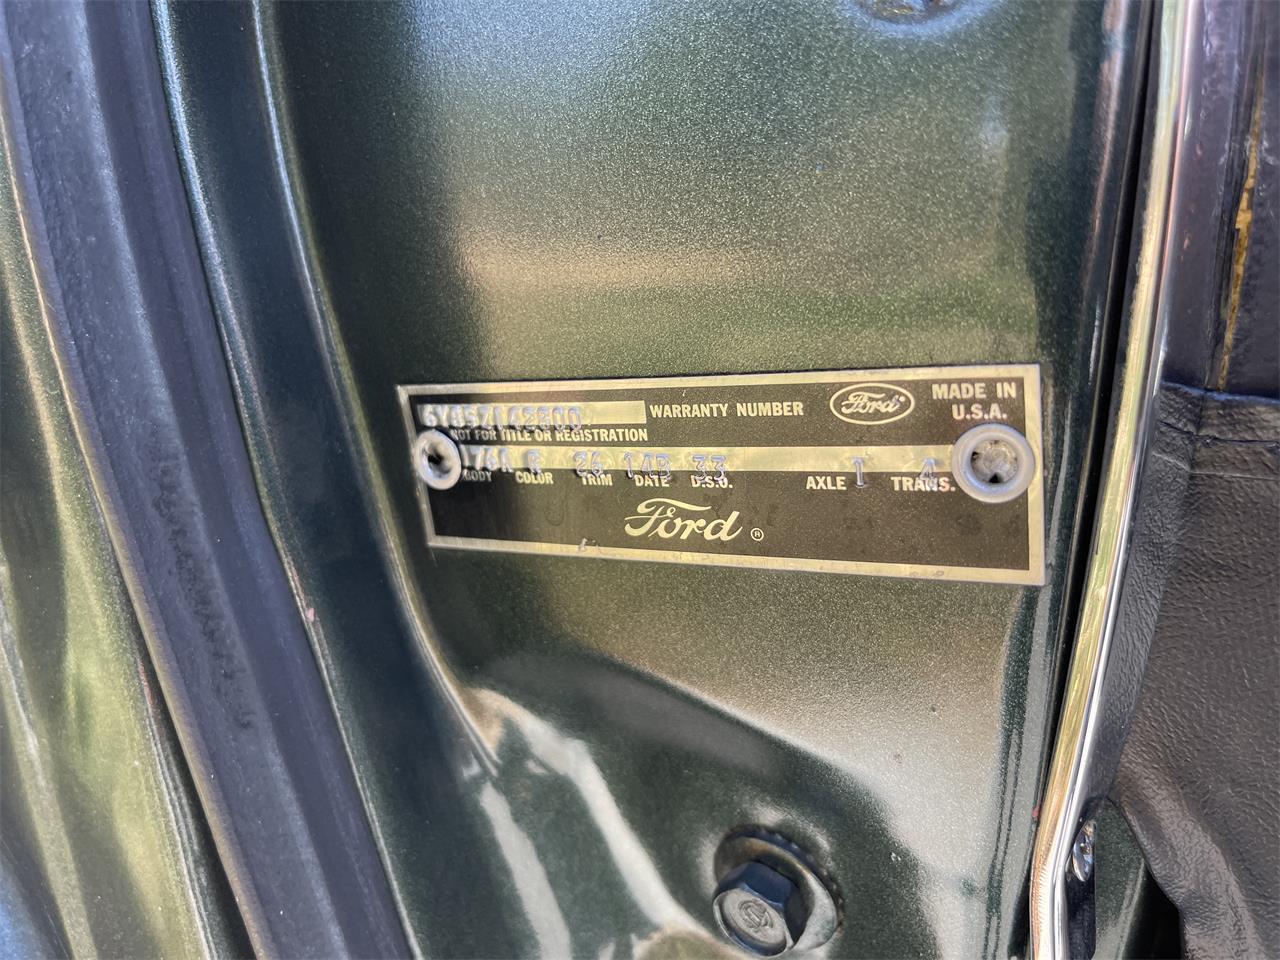 6Y85Z142300
WARRANTY NUMBER
Ford
MADE IN
U.S.A.
NOT FOR TITLE OR REGISTRATION
76A 26 14B 33 1 4
BODY COLOR TRIM DATE D.S.O. AXLE TRANS.
Ford ®